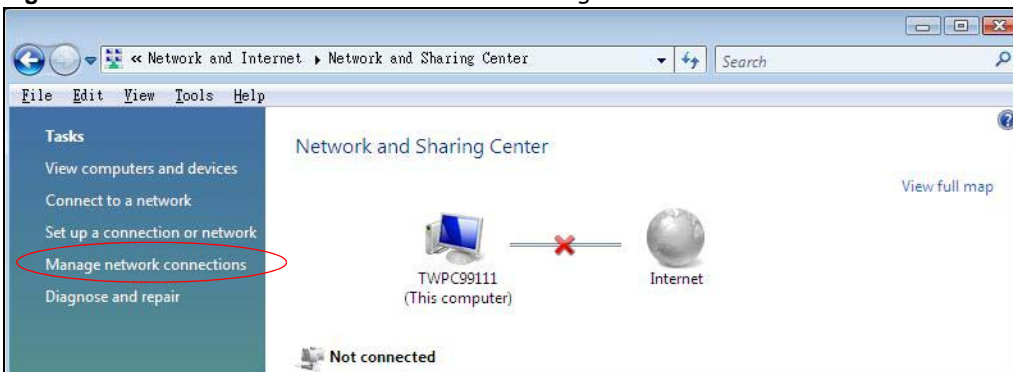 « Network and Internet ▸ Network and Sharing Center
Search
File Edit View Tools Help
Tasks
View computers and devices
Connect to a network
Set up a connection or network
Manage network connections
Diagnose and repair
Network and Sharing Center
View full map
TWPC99111
(This computer)
Internet
Not connected